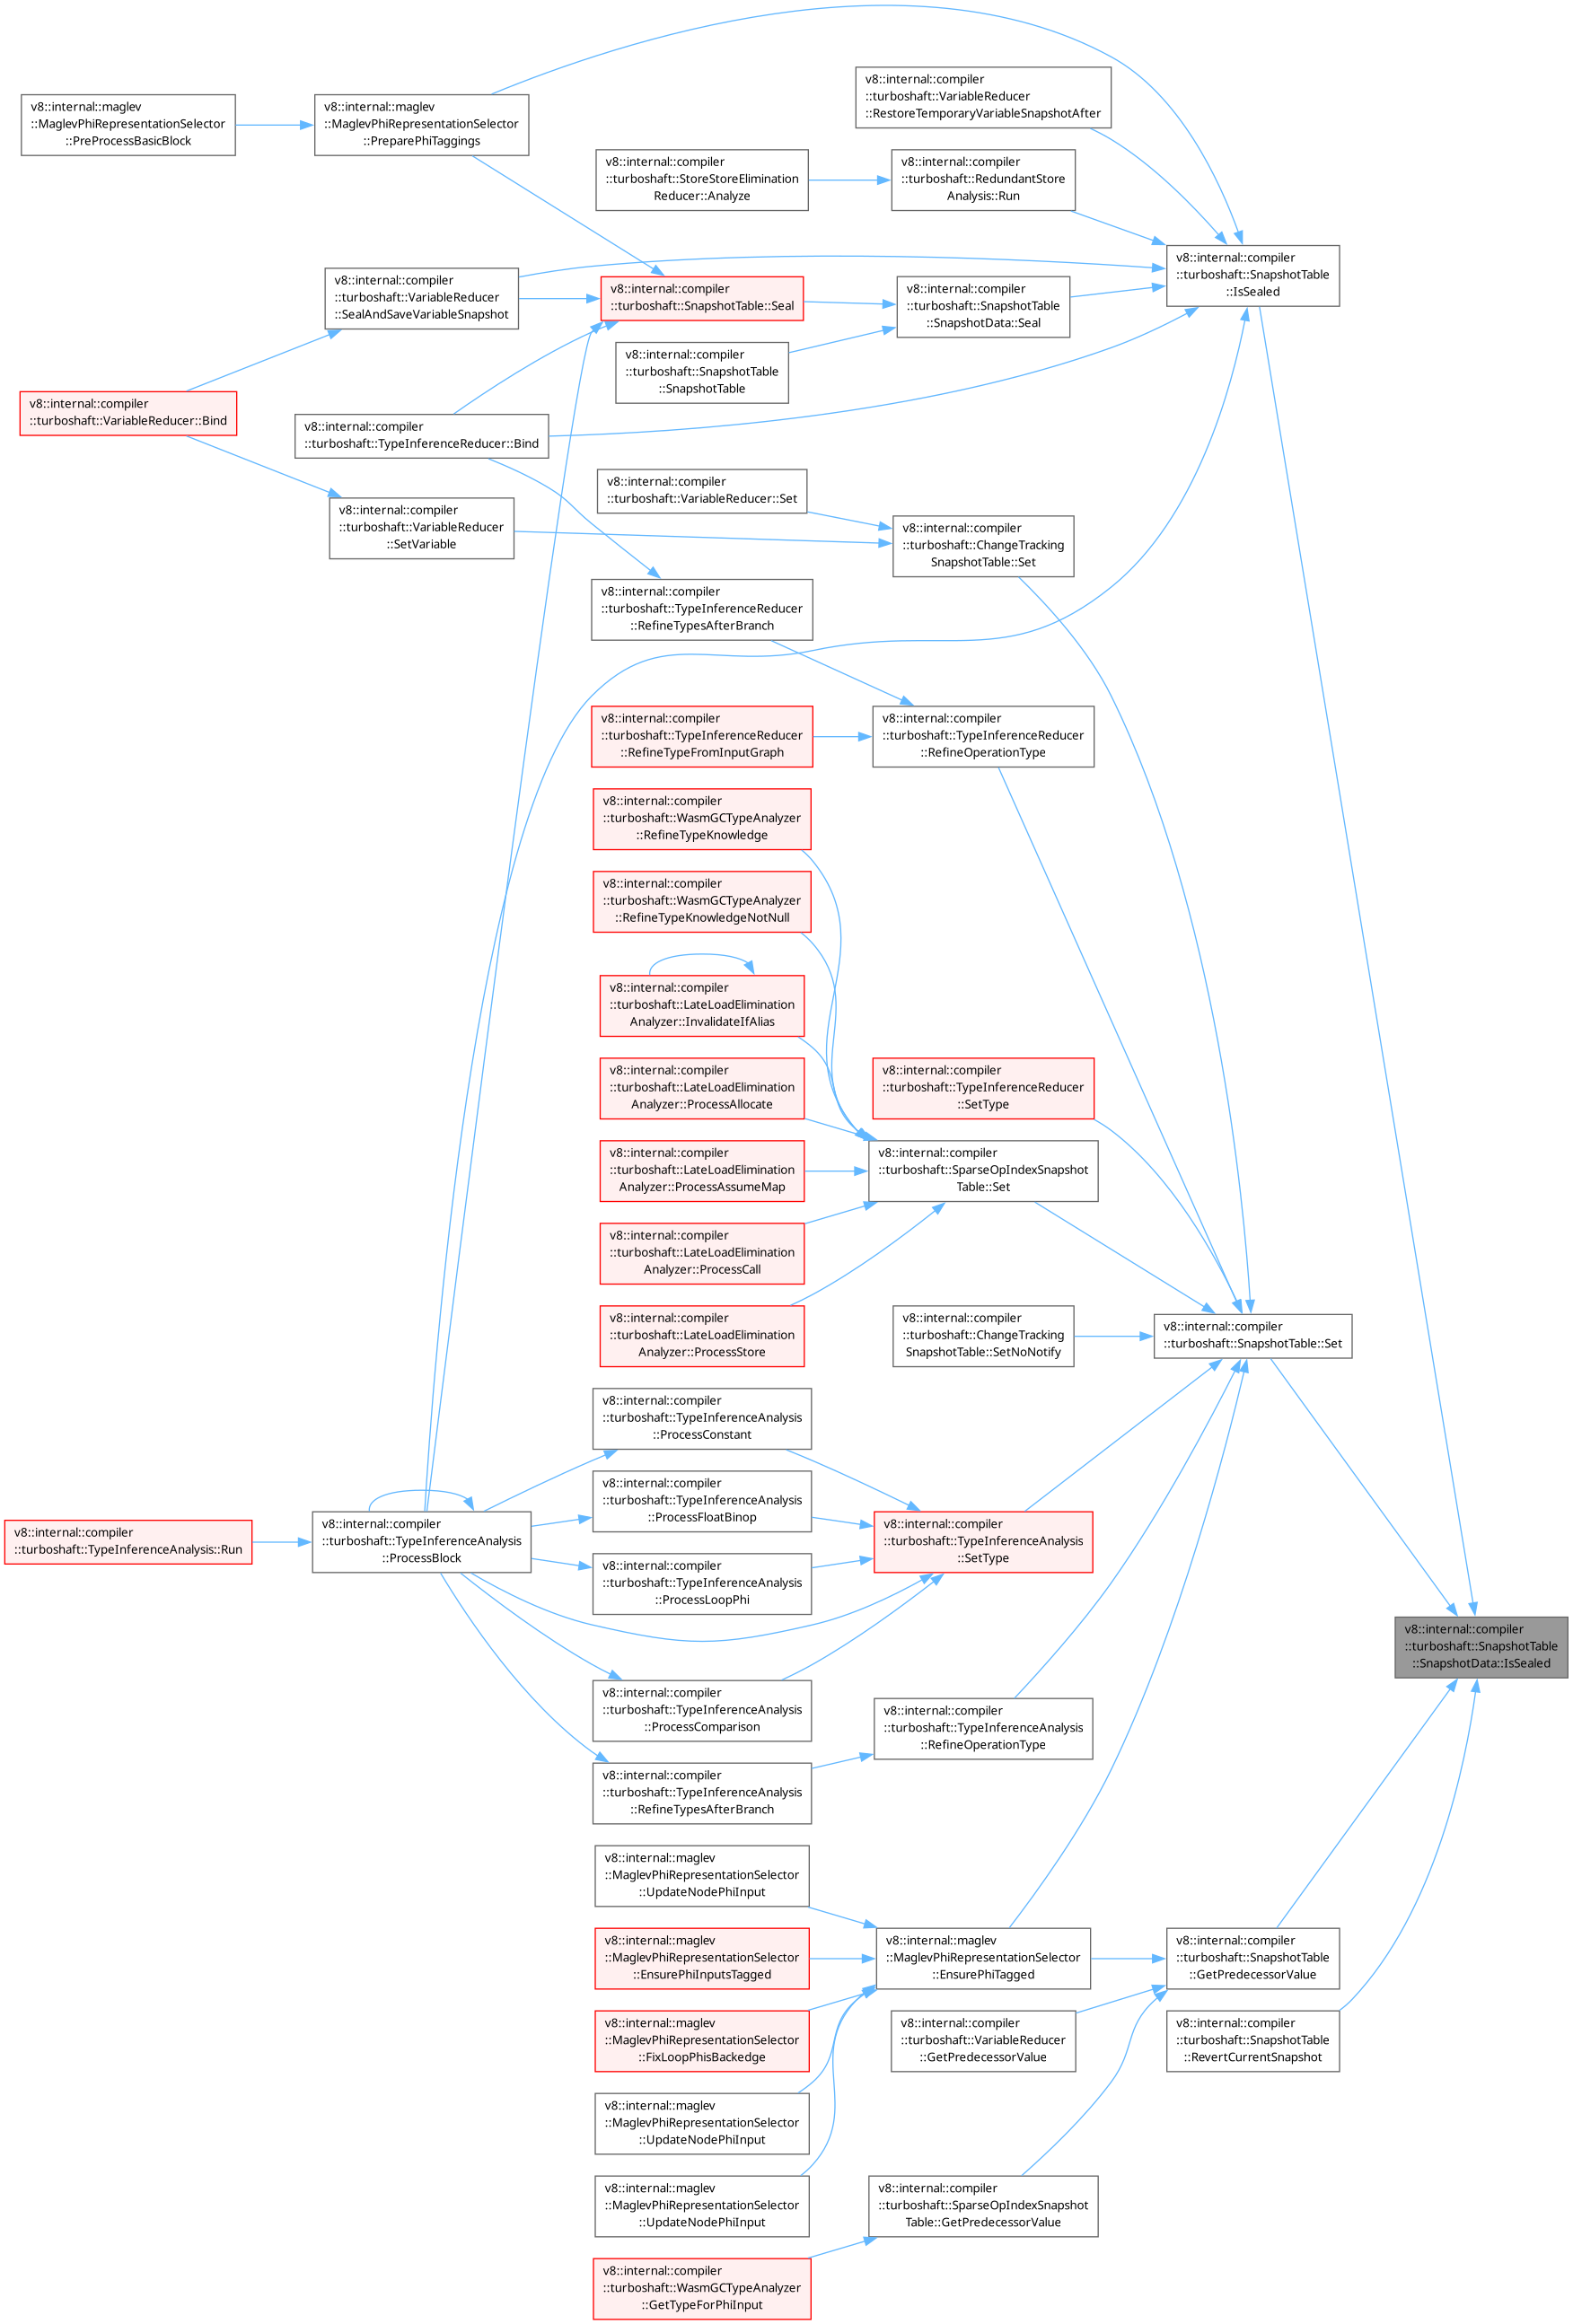 v8::internal::maglev
::MaglevPhiRepresentationSelector
::PreProcessBasicBlock
v8::internal::maglev
::MaglevPhiRepresentationSelector
::PreparePhiTaggings
v8::internal::compiler
::turboshaft::VariableReducer
::RestoreTemporaryVariableSnapshotAfter
v8::internal::compiler
::turboshaft::StoreStoreElimination
Reducer::Analyze
v8::internal::compiler
::turboshaft::RedundantStore
Analysis::Run
v8::internal::compiler
::turboshaft::SnapshotTable
::IsSealed
v8::internal::compiler
::turboshaft::VariableReducer
::SealAndSaveVariableSnapshot
v8::internal::compiler
::turboshaft::SnapshotTable::Seal
v8::internal::compiler
::turboshaft::SnapshotTable
::SnapshotData::Seal
v8::internal::compiler
::turboshaft::SnapshotTable
::SnapshotTable
v8::internal::compiler
::turboshaft::VariableReducer::Bind
v8::internal::compiler
::turboshaft::TypeInferenceReducer::Bind
v8::internal::compiler
::turboshaft::VariableReducer::Set
v8::internal::compiler
::turboshaft::VariableReducer
::SetVariable
v8::internal::compiler
::turboshaft::ChangeTracking
SnapshotTable::Set
v8::internal::compiler
::turboshaft::TypeInferenceReducer
::RefineTypesAfterBranch
v8::internal::compiler
::turboshaft::TypeInferenceReducer
::RefineTypeFromInputGraph
v8::internal::compiler
::turboshaft::TypeInferenceReducer
::RefineOperationType
v8::internal::compiler
::turboshaft::WasmGCTypeAnalyzer
::RefineTypeKnowledge
v8::internal::compiler
::turboshaft::WasmGCTypeAnalyzer
::RefineTypeKnowledgeNotNull
v8::internal::compiler
::turboshaft::LateLoadElimination
Analyzer::InvalidateIfAlias
v8::internal::compiler
::turboshaft::LateLoadElimination
Analyzer::ProcessAllocate
v8::internal::compiler
::turboshaft::TypeInferenceReducer
::SetType
v8::internal::compiler
::turboshaft::LateLoadElimination
Analyzer::ProcessAssumeMap
v8::internal::compiler
::turboshaft::SparseOpIndexSnapshot
Table::Set
v8::internal::compiler
::turboshaft::LateLoadElimination
Analyzer::ProcessCall
v8::internal::compiler
::turboshaft::LateLoadElimination
Analyzer::ProcessStore
v8::internal::compiler
::turboshaft::ChangeTracking
SnapshotTable::SetNoNotify
v8::internal::compiler
::turboshaft::SnapshotTable::Set
v8::internal::compiler
::turboshaft::TypeInferenceAnalysis
::ProcessConstant
v8::internal::compiler
::turboshaft::TypeInferenceAnalysis
::ProcessFloatBinop
v8::internal::compiler
::turboshaft::TypeInferenceAnalysis::Run
v8::internal::compiler
::turboshaft::TypeInferenceAnalysis
::ProcessBlock
v8::internal::compiler
::turboshaft::TypeInferenceAnalysis
::SetType
v8::internal::compiler
::turboshaft::TypeInferenceAnalysis
::ProcessLoopPhi
v8::internal::compiler
::turboshaft::SnapshotTable
::SnapshotData::IsSealed
v8::internal::compiler
::turboshaft::TypeInferenceAnalysis
::ProcessComparison
v8::internal::compiler
::turboshaft::TypeInferenceAnalysis
::RefineOperationType
v8::internal::compiler
::turboshaft::TypeInferenceAnalysis
::RefineTypesAfterBranch
v8::internal::maglev
::MaglevPhiRepresentationSelector
::UpdateNodePhiInput
v8::internal::maglev
::MaglevPhiRepresentationSelector
::EnsurePhiInputsTagged
v8::internal::maglev
::MaglevPhiRepresentationSelector
::EnsurePhiTagged
v8::internal::compiler
::turboshaft::SnapshotTable
::GetPredecessorValue
v8::internal::maglev
::MaglevPhiRepresentationSelector
::FixLoopPhisBackedge
v8::internal::compiler
::turboshaft::VariableReducer
::GetPredecessorValue
v8::internal::compiler
::turboshaft::SnapshotTable
::RevertCurrentSnapshot
v8::internal::maglev
::MaglevPhiRepresentationSelector
::UpdateNodePhiInput
v8::internal::maglev
::MaglevPhiRepresentationSelector
::UpdateNodePhiInput
v8::internal::compiler
::turboshaft::SparseOpIndexSnapshot
Table::GetPredecessorValue
v8::internal::compiler
::turboshaft::WasmGCTypeAnalyzer
::GetTypeForPhiInput